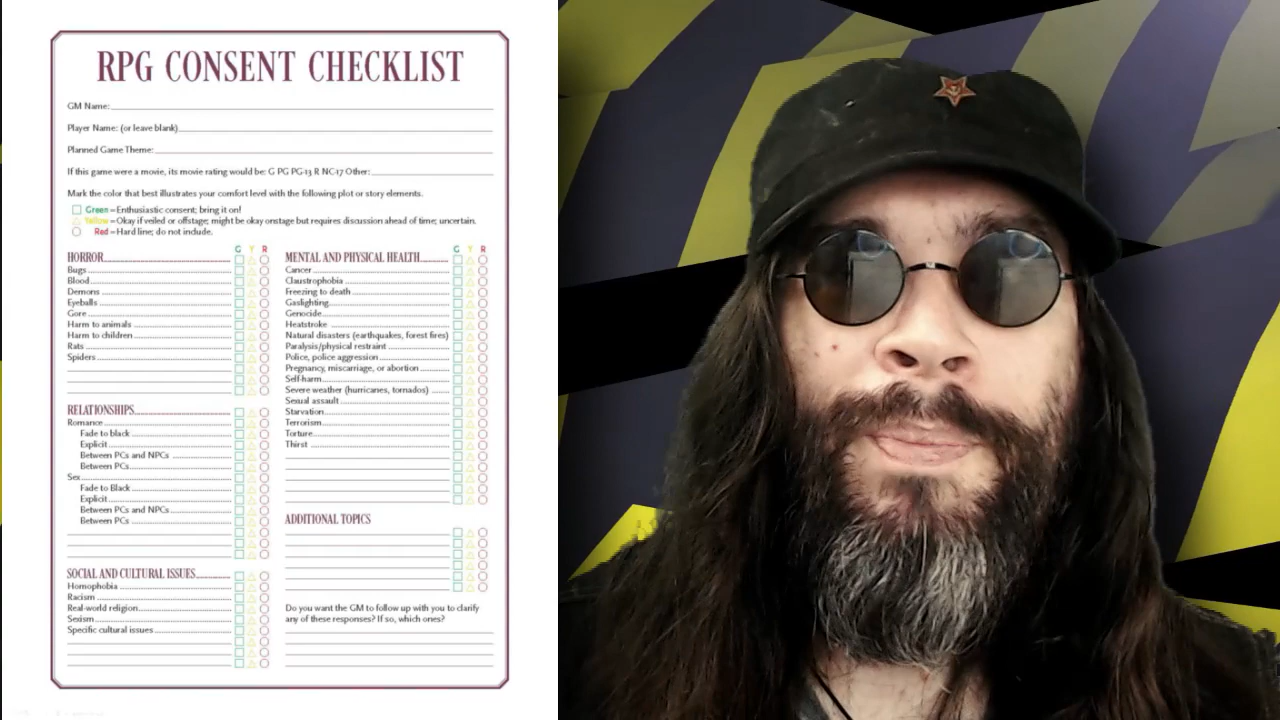 RPG CONSENT CHECKLIST
GM Name:
Player Name: (or leave blank)
Planned Game Theme:
If this game were a movie, its movie rating would be: G PG PG-13 R NC-17 Other:
Mark the color that best illustrates your comfort level with the following plot or story elements.
Green = Enthusiastic consent; bring it on!
Yellow = Okay if veiled or offstage; might be okay onstage but requires discussion ahead of time; uncertain.
Red = Hard line; do not include.
G Y R
HORROR
Bugs
Blood
Demons
Eyeballs
Gore
Harm to animals
Harm to children
Rats
Spiders
RELATIONSHIPS
Romance
Fade to black
Explicit
Between PCs and NPCs
Between PCs
Sex
Fade to Black
Explicit
Between PCs and NPCs
Between PCs
SOCIAL AND CULTURAL ISSUES
Homophobia
Racism
Real-world religion
Sexism
Specific cultural issues
G Y R
MENTAL AND PHYSICAL HEALTH
Cancer
Claustrophobia
Freezing to death
Gaslighting
Genocide
Heatstroke
Natural disasters (earthquakes, forest fires)
Paralysis/physical restraint
Police, police aggression
Pregnancy, miscarriage, or abortion
Self-harm
Severe weather (hurricanes, tornados)
Sexual assault
Starvation
Terrorism
Torture
Thirst
ADDITIONAL TOPICS
Do you want the GM to follow up with you to clarify
any of these responses? If so, which ones?